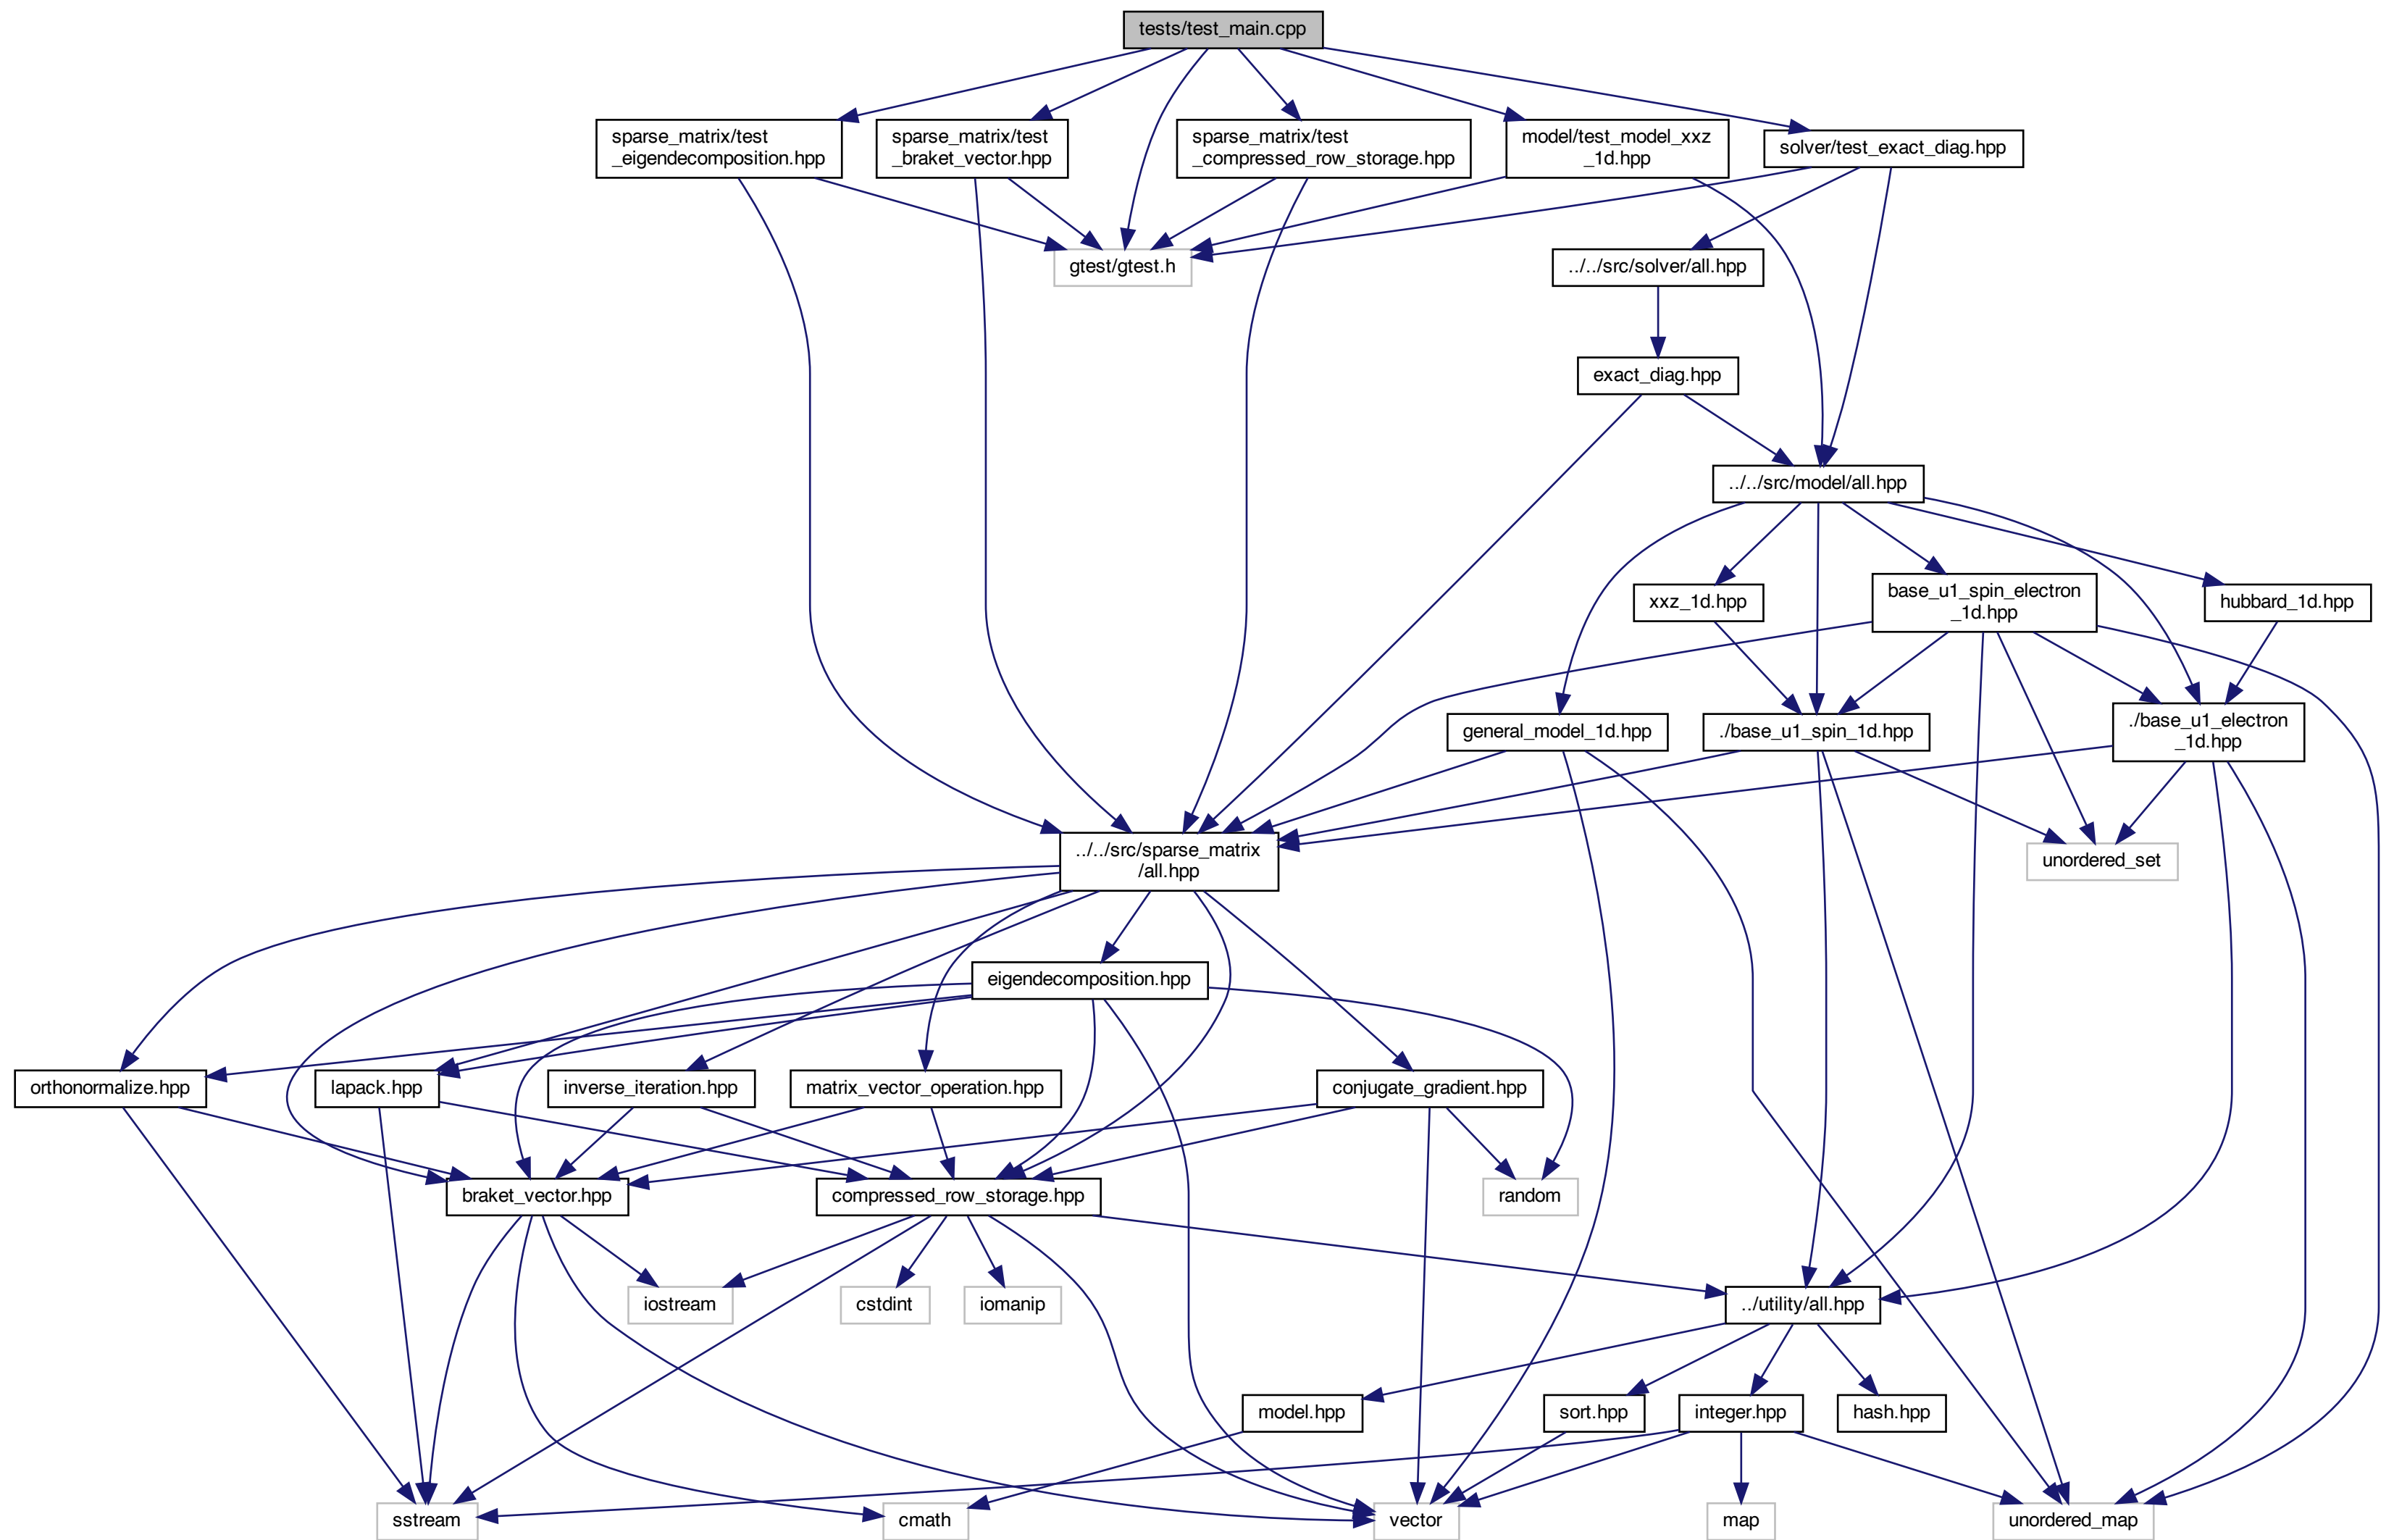 tests/test_main.cpp
sparse_matrix/test
_eigendecomposition.hpp
sparse_matrix/test
_braket_vector.hpp
sparse_matrix/test
_compressed_row_storage.hpp
model/test_model_xxz
_1d.hpp
solver/test_exact_diag.hpp
gtest/gtest.h
../../src/solver/all.hpp
exact_diag.hpp
../../src/model/all.hpp
xxz_1d.hpp
base_u1_spin_electron
_1d.hpp
hubbard_1d.hpp
general_model_1d.hpp
./base_u1_spin_1d.hpp
./base_u1_electron
_1d.hpp
../../src/sparse_matrix
/all.hpp
unordered_set
eigendecomposition.hpp
orthonormalize.hpp
lapack.hpp
inverse_iteration.hpp
matrix_vector_operation.hpp
conjugate_gradient.hpp
braket_vector.hpp
compressed_row_storage.hpp
random
iostream
cstdint
iomanip
../utility/all.hpp
model.hpp
sort.hpp
integer.hpp
hash.hpp
sstream
cmath
vector
map
unordered_map